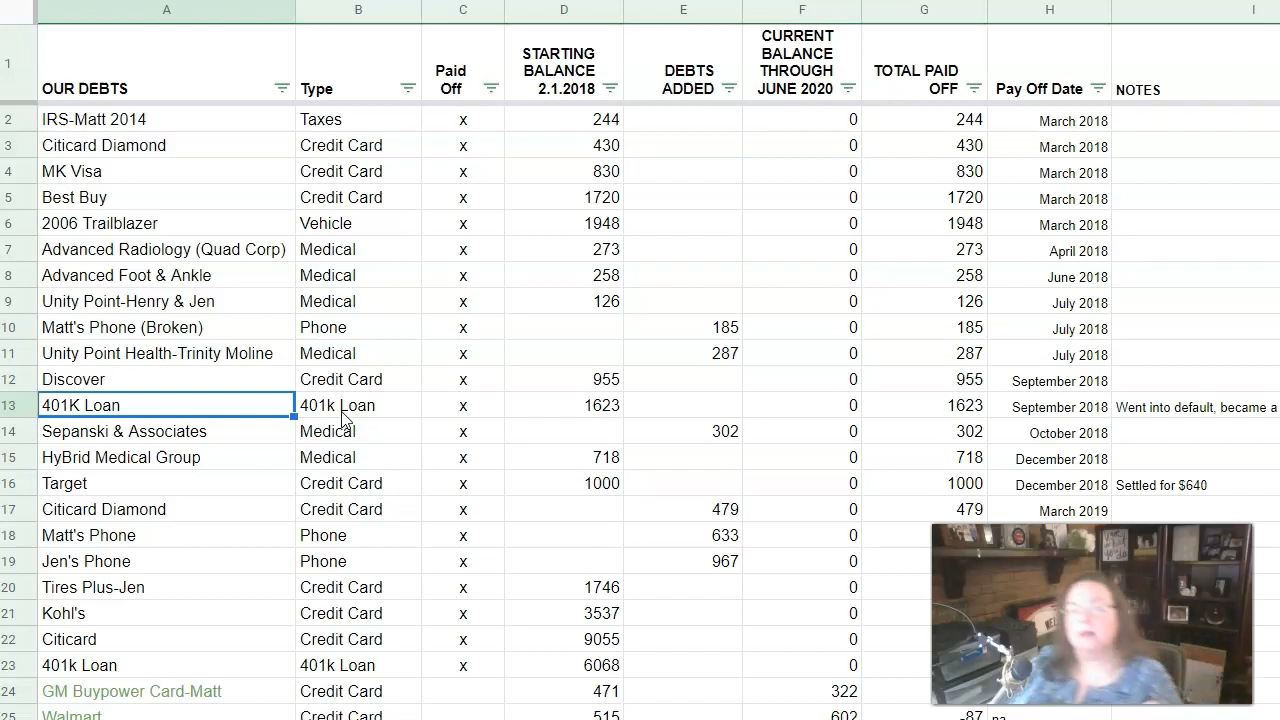 A B C D E F G H I
1 OUR DEBTS Type Paid Off STARTING BALANCE 2.1.2018 DEBTS ADDED CURRENT BALANCE THROUGH JUNE 2020 TOTAL PAID OFF Pay Off Date NOTES
2 IRS-Matt 2014 Taxes x 244 0 244 March 2018
3 Citicard Diamond Credit Card x 430 0 430 March 2018
4 MK Visa Credit Card x 830 0 830 March 2018
5 Best Buy Credit Card x 1720 0 1720 March 2018
6 2006 Trailblazer Vehicle x 1948 0 1948 March 2018
7 Advanced Radiology (Quad Corp) Medical x 273 0 273 April 2018
8 Advanced Foot & Ankle Medical x 258 0 258 June 2018
9 Unity Point-Henry & Jen Medical x 126 0 126 July 2018
10 Matt's Phone (Broken) Phone x 185 0 185 July 2018
11 Unity Point Health-Trinity Moline Medical x 287 0 287 July 2018
12 Discover Credit Card x 955 0 955 September 2018
13 401K Loan 401k Loan x 1623 0 1623 September 2018 Went into default, became a
14 Sepanski & Associates Medical x 302 0 302 October 2018
15 HyBrid Medical Group Medical x 718 0 718 December 2018
16 Target Credit Card x 1000 0 1000 December 2018 Settled for $640
17 Citicard Diamond Credit Card x 479 0 479 March 2019
18 Matt's Phone Phone x 633 0
19 Jen's Phone Phone x 967 0
20 Tires Plus-Jen Credit Card x 1746 0
21 Kohl's Credit Card x 3537 0
22 Citicard Credit Card x 9055 0
23 401k Loan 401k Loan x 6068 0
24 GM Buypower Card-Matt Credit Card 471 322
25 Walmart Credit Card 515 602 -87 na